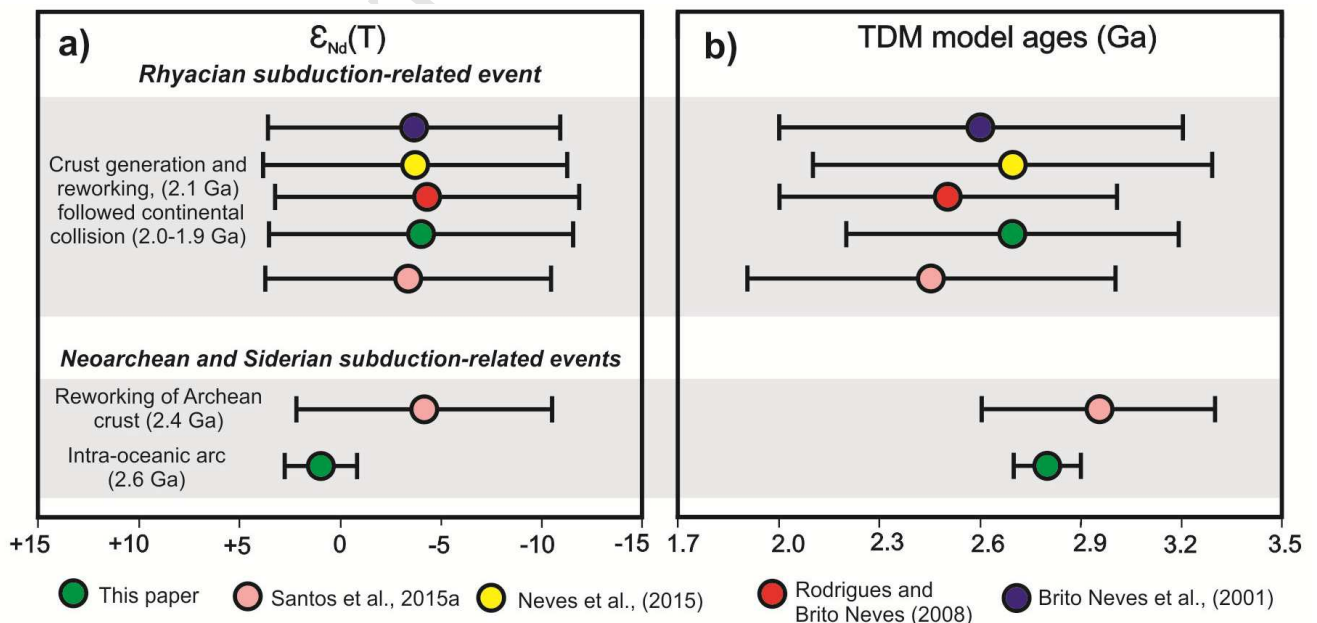 a)
ƐNd(T)
Rhyacian subduction-related event
Crust generation and
reworking, (2.1 Ga)
followed continental
collision (2.0-1.9 Ga)
Neoarchean and Siderian subduction-related events
Reworking of Archean
crust (2.4 Ga)
Intra-oceanic arc
(2.6 Ga)
+15 +10 +5 0 -5 -10 -15
b)
TDM model ages (Ga)
1.7 2.0 2.3 2.6 2.9 3.2 3.5
This paper
Santos et al., 2015a
Neves et al., (2015)
Rodrigues and
Brito Neves (2008)
Brito Neves et al., (2001)